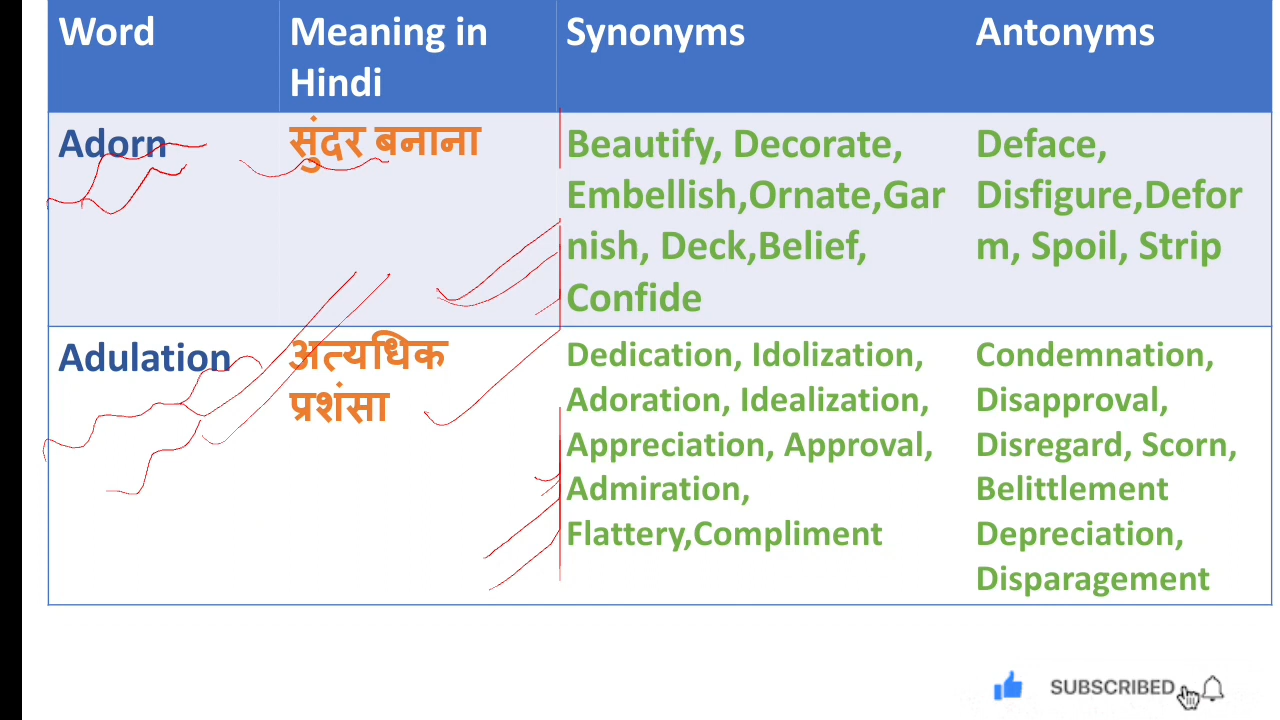 Word
Meaning in
Hindi
Synonyms
Antonyms
Adorn
सुंदर बनाना
Beautify, Decorate,
Embellish,Ornate,Gar
nish, Deck,Belief,
Confide
Deface,
Disfigure,Defor
m, Spoil, Strip
Adulation
अत्यधिक
प्रशंसा
Dedication, Idolization,
Adoration, Idealization,
Appreciation, Approval,
Admiration,
Flattery,Compliment
Condemnation,
Disapproval,
Disregard, Scorn,
Belittlement
Depreciation,
Disparagement
SUBSCRIBED